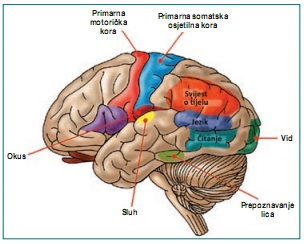 Primarna
motorička
kora
Primarna somatska
osjetilna kora
Svijest
o tijelu
Jezik
Čitanje
Vid
Okus
Sluh
Prepoznavanje
lica